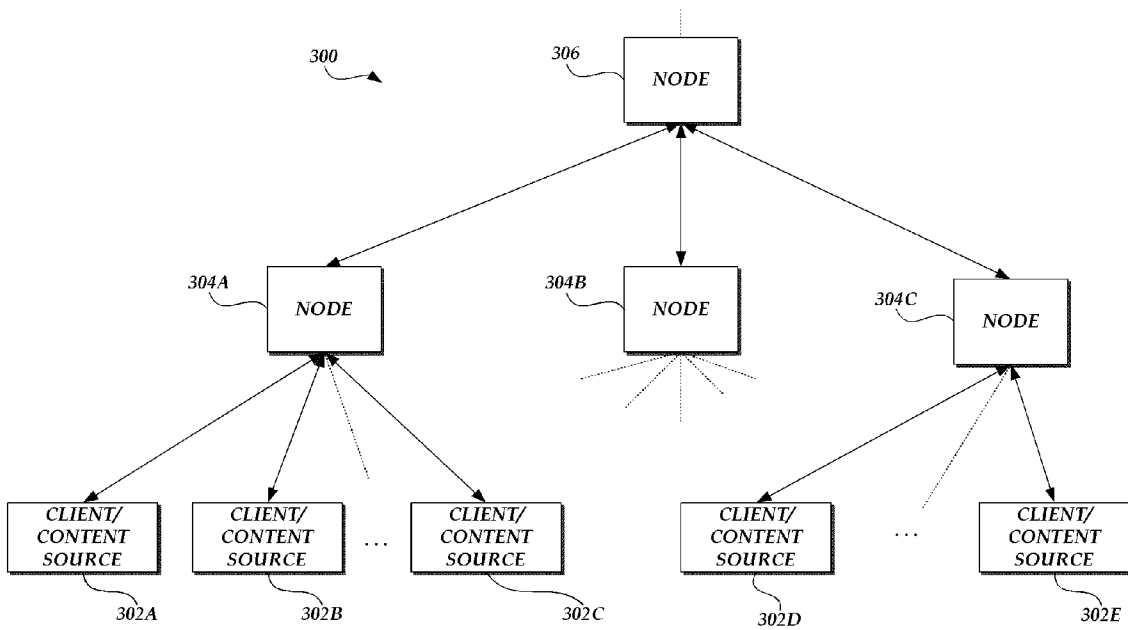 306
300
NODE
304A
NODE
304B
NODE
304C
NODE
CLIENT/
CONTENT
SOURCE
CLIENT/
CONTENT
SOURCE
...
CLIENT/
CONTENT
SOURCE
CLIENT/
CONTENT
SOURCE
...
CLIENT/
CONTENT
SOURCE
302A
302B
302C
302D
302E